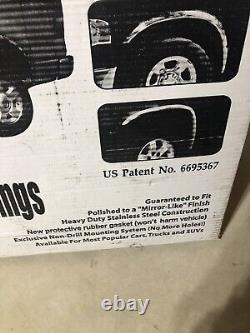 US Patent No. 6695367
ings
Guaranteed to Fit
Polished to a "Mirror-Like" Finish
Heavy Duty Stainless Steel Construction
New protective rubber gasket (won't harm vehicle)
Exclusive Non-Drill Mounting System (No More Holes!)
Available For Most Popular Cars, Trucks and SUVs
ebay